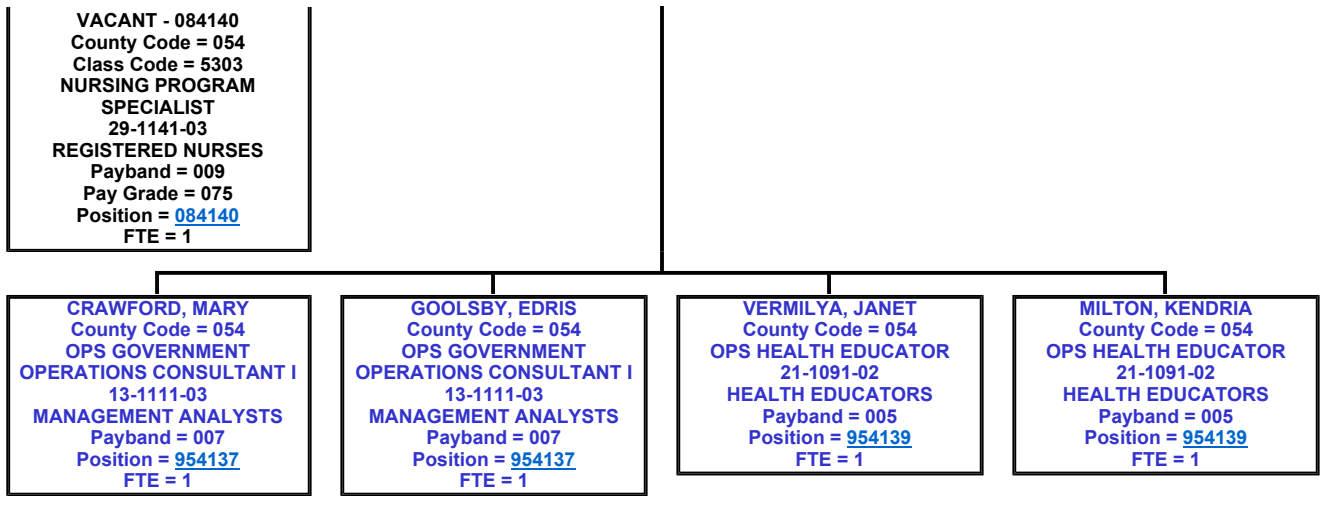 VACANT - 084140
County Code = 054
Class Code = 5303
NURSING PROGRAM
SPECIALIST
29-1141-03
REGISTERED NURSES
Payband = 009
Pay Grade = 075
Position = 084140
FTE = 1
CRAWFORD, MARY
County Code = 054
OPS GOVERNMENT
OPERATIONS CONSULTANT I
13-1111-03
MANAGEMENT ANALYSTS
Payband = 007
Position = 954137
FTE = 1
GOOLSBY, EDRIS
County Code = 054
OPS GOVERNMENT
OPERATIONS CONSULTANT I
13-1111-03
MANAGEMENT ANALYSTS
Payband = 007
Position = 954137
FTE = 1
VERMILYA, JANET
County Code = 054
OPS HEALTH EDUCATOR
21-1091-02
HEALTH EDUCATORS
Payband = 005
Position = 954139
FTE = 1
MILTON, KENDRIA
County Code = 054
OPS HEALTH EDUCATOR
21-1091-02
HEALTH EDUCATORS
Payband = 005
Position = 954139
FTE = 1